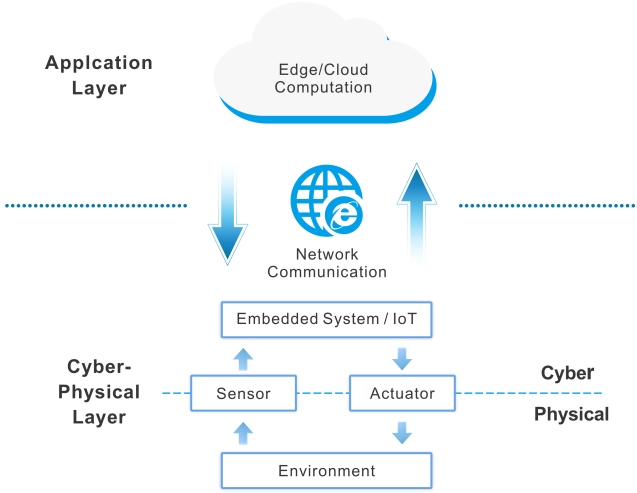 Applcation
Layer
Edge/Cloud
Computation
Network
Communication
Embedded System / IoT
Cyber-
Physical
Layer
Sensor
Actuator
Cyber
Physical
Environment